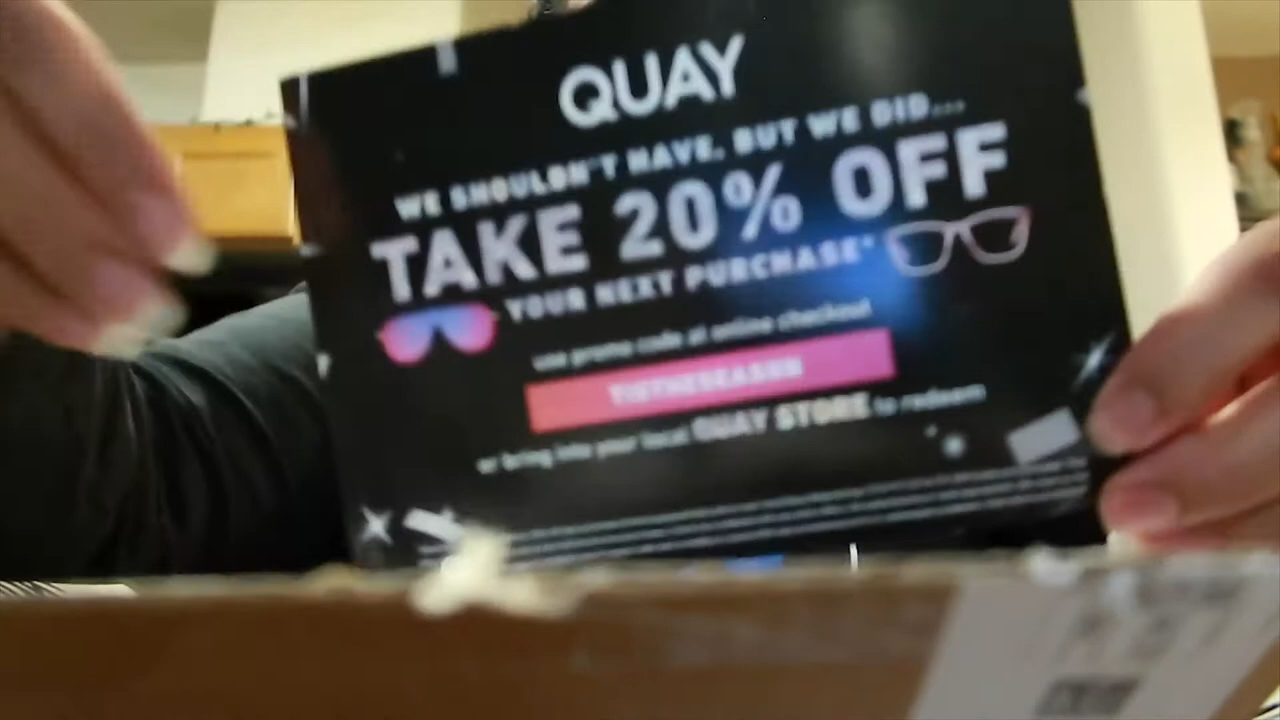 QUAY
WE SHOULDN'T HAVE, BUT WE DID...
TAKE 20% OFF
YOUR NEXT PURCHASE*
use promo code at online checkout
TISTHESEASON
or bring into your local QUAY STORE to redeem